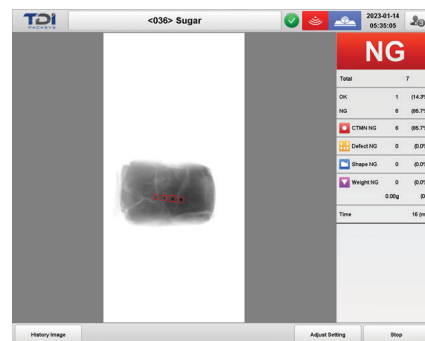 TDI
PACKSYS
<036> Sugar
2023-01-14
05:35:05
NG
Total 7
OK 1 (14.3%
NG 6 (85.7%
CTMN NG 6 (85.7%
Defect NG 0 (0.0%
Shape NG 0 (0.0%
Weight NG 0 (0.0%
0.00g (0
Time 16 (m
History Image
Adjust Setting
Stop